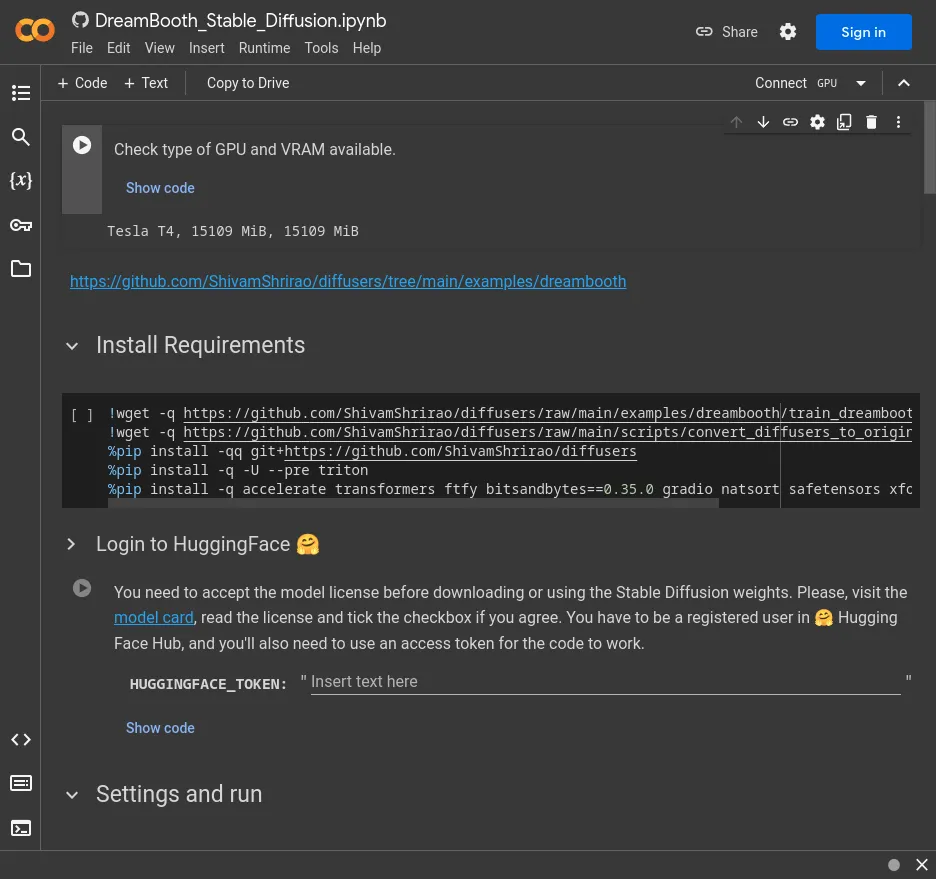 DreamBooth_Stable_Diffusion.ipynb
File Edit View Insert Runtime Tools Help
Share
Sign in
+ Code + Text Copy to Drive
Connect GPU
{x}
Check type of GPU and VRAM available.
Show code
Tesla T4, 15109 MiB, 15109 MiB
https://github.com/ShivamShrirao/diffusers/tree/main/examples/dreambooth
Install Requirements
[ ] !wget -q https://github.com/ShivamShrirao/diffusers/raw/main/examples/dreambooth/train_dreamboot
!wget -q https://github.com/ShivamShrirao/diffusers/raw/main/scripts/convert_diffusers_to_origin
%pip install -qq git+https://github.com/ShivamShrirao/diffusers
%pip install -q -U --pre triton
%pip install -q accelerate transformers ftfy bitsandbytes==0.35.0 gradio natsort safetensors xfo
Login to HuggingFace 🤗
You need to accept the model license before downloading or using the Stable Diffusion weights. Please, visit the
model card, read the license and tick the checkbox if you agree. You have to be a registered user in 🤗 Hugging
Face Hub, and you'll also need to use an access token for the code to work.
HUGGINGFACE_TOKEN: " Insert text here "
Show code
Settings and run